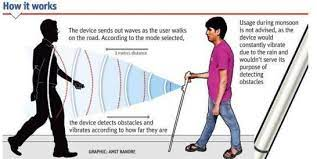 How it works
The device sends out waves as the user walks
on the road. According to the mode selected,
3 metres distance
the device detects obstacles and
vibrates according to how far they are
GRAPHIC: AMIT BANDRE
Usage during monsoon
is not advised, as the
device would
constantly vibrate
due to the rain and
wouldn't serve its
purpose of
detecting
obstacles